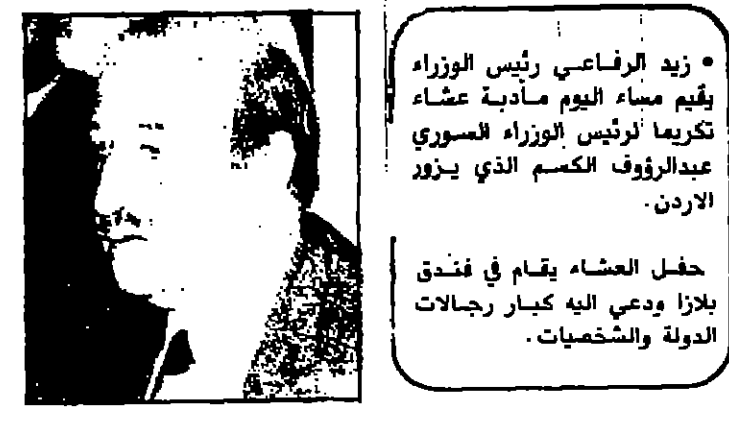 • زيد الرفاعي رئيس الوزراء
يقيم مساء اليوم مأدبة عشاء
تكريما لرئيس الوزراء السوري
عبدالرؤوف الكسم الذي يزور
الاردن.
حفل العشاء يقام في فندق
بلازا ودعي اليه كبار رجالات
الدولة والشخصيات.